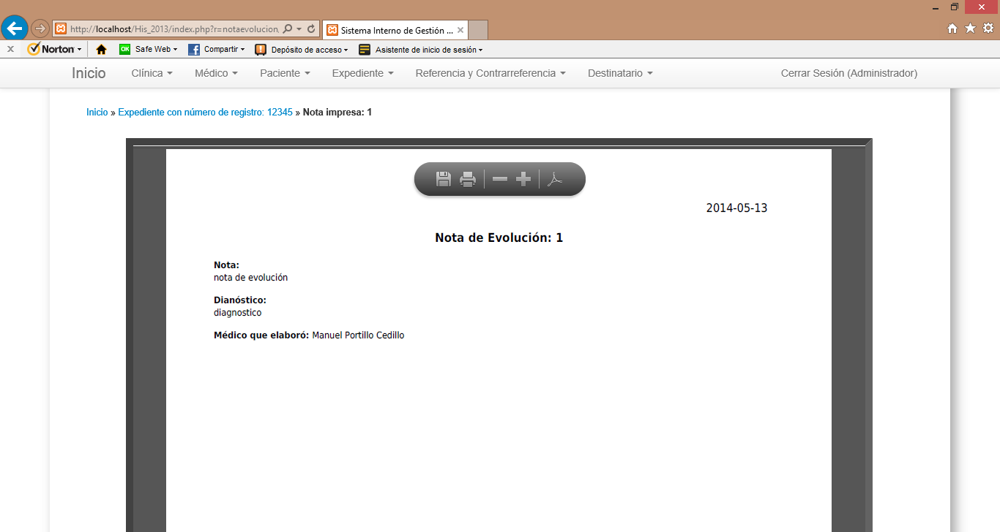 http://localhost/His_2013/index.php?r=notaevolucion,
Sistema Interno de Gestión ...
Norton
OK Safe Web
Compartir
Depósito de acceso
Asistente de inicio de sesión
Inicio Clínica Médico Paciente Expediente Referencia y Contrarreferencia Destinatario Cerrar Sesión (Administrador)
Inicio » Expediente con número de registro: 12345 » Nota impresa: 1
2014-05-13
Nota de Evolución: 1
Nota:
nota de evolución
Dianóstico:
diagnostico
Médico que elaboró: Manuel Portillo Cedillo